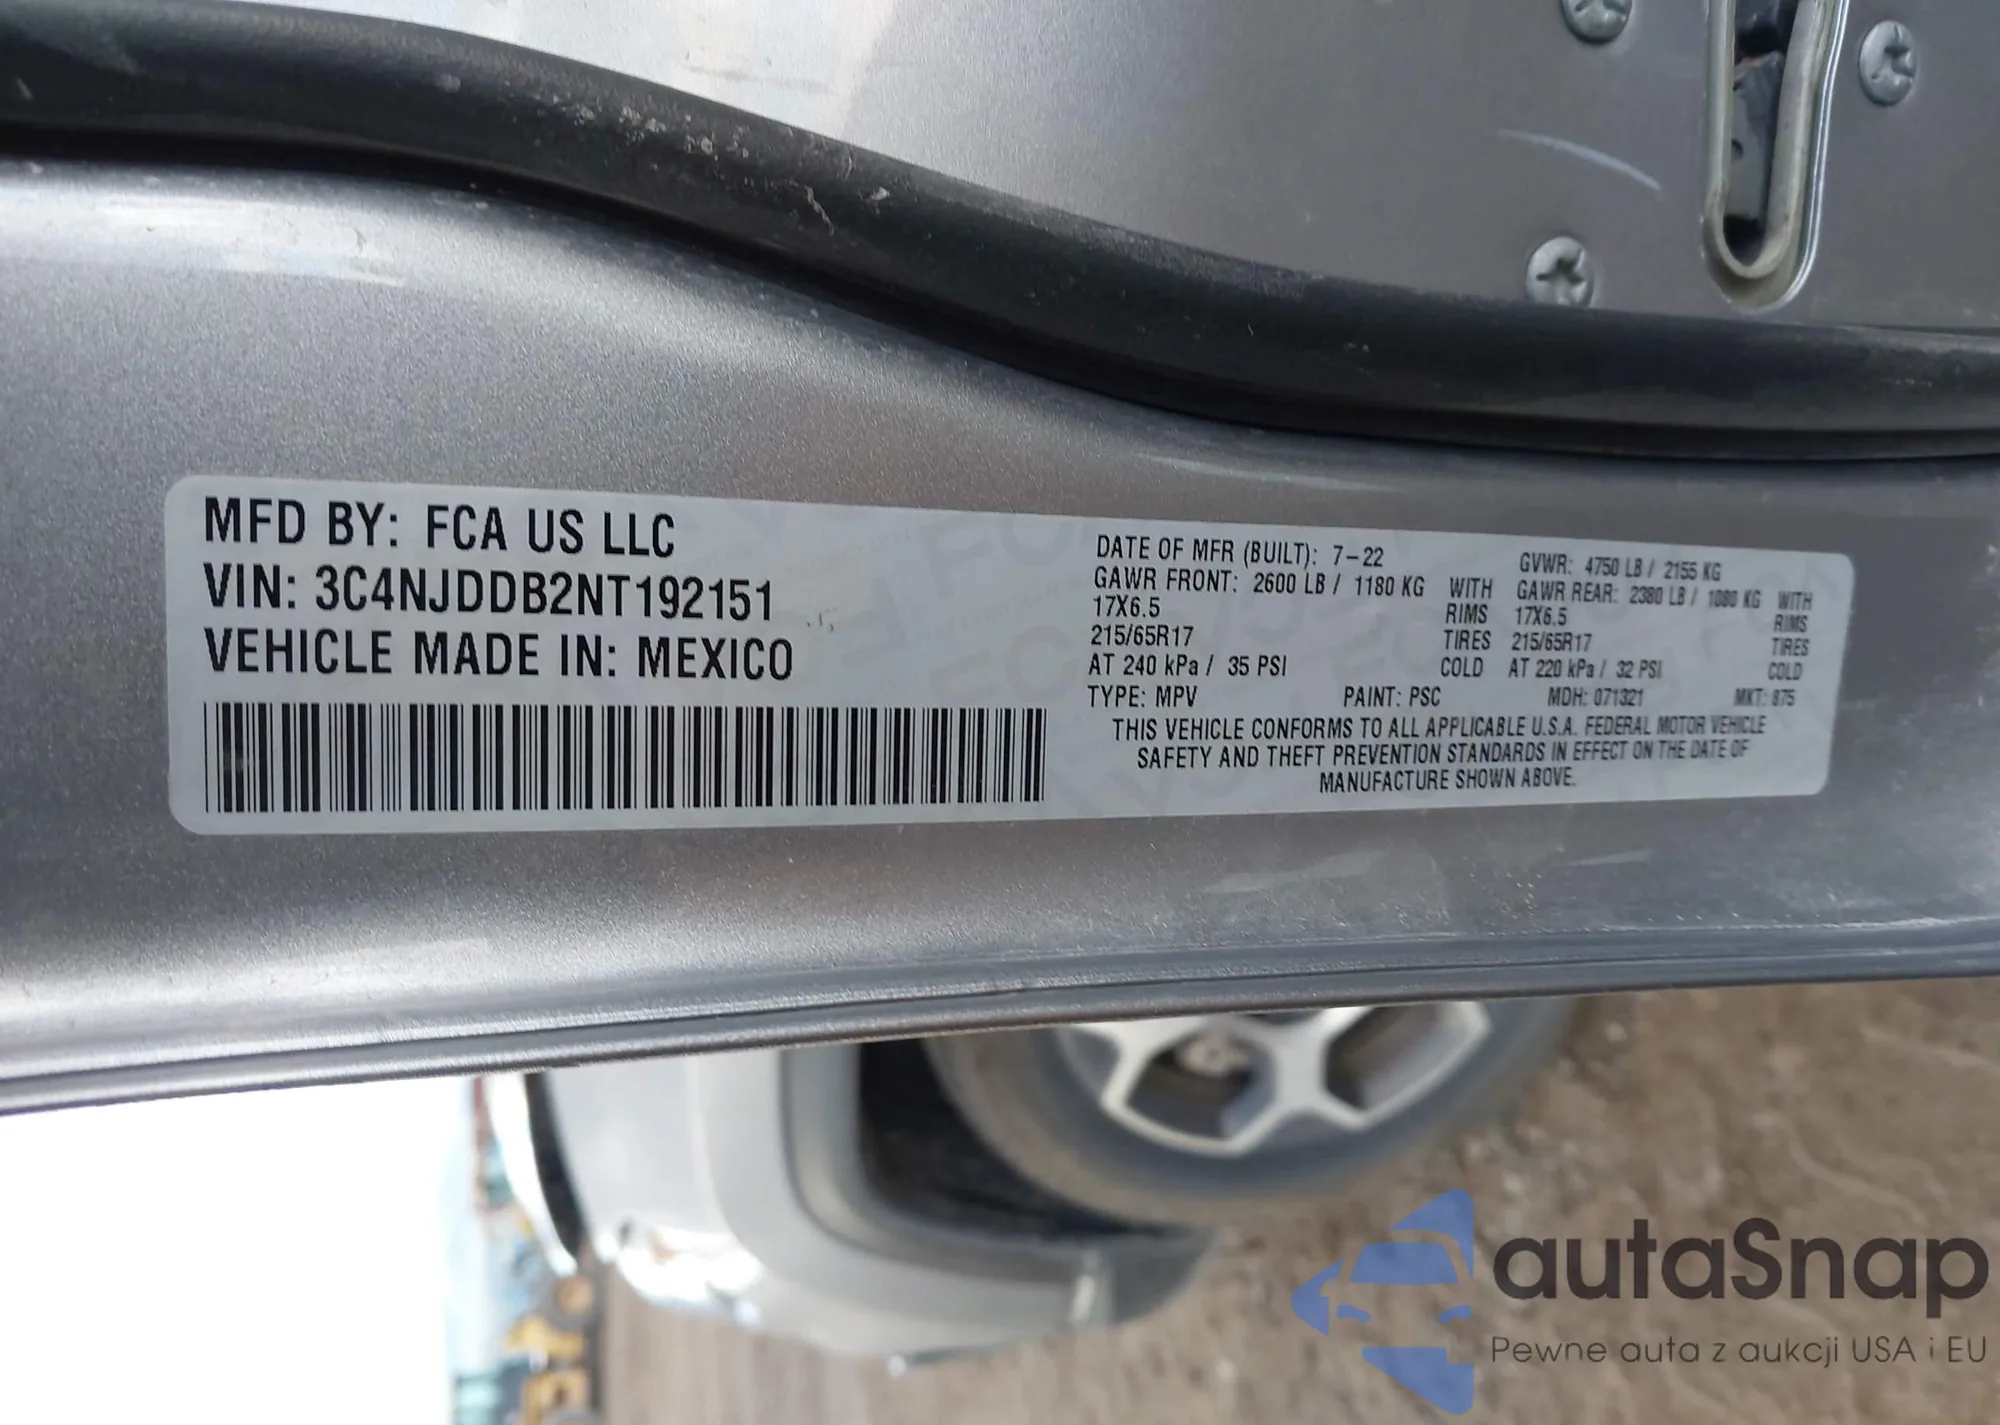 MFD BY: FCA US LLC
VIN: 3C4NJDDB2NT192151
VEHICLE MADE IN: MEXICO
DATE OF MFR (BUILT): 7-22 GVWR: 4750 LB / 2155 KG
GAWR FRONT: 2600 LB / 1180 KG WITH GAWR REAR: 2380 LB / 1080 KG WITH
17X6.5 RIMS 17X6.5 RIMS
215/65R17 TIRES 215/65R17 TIRES
AT 240 kPa / 35 PSI COLD AT 220 kPa / 32 PSI COLD
TYPE: MPV PAINT: PSC MDH: 071321 MKT: 975
THIS VEHICLE CONFORMS TO ALL APPLICABLE U.S.A. FEDERAL MOTOR VEHICLE
SAFETY AND THEFT PREVENTION STANDARDS IN EFFECT ON THE DATE OF
MANUFACTURE SHOWN ABOVE.
autaSnap
Pewne auta z aukcji USA i EU